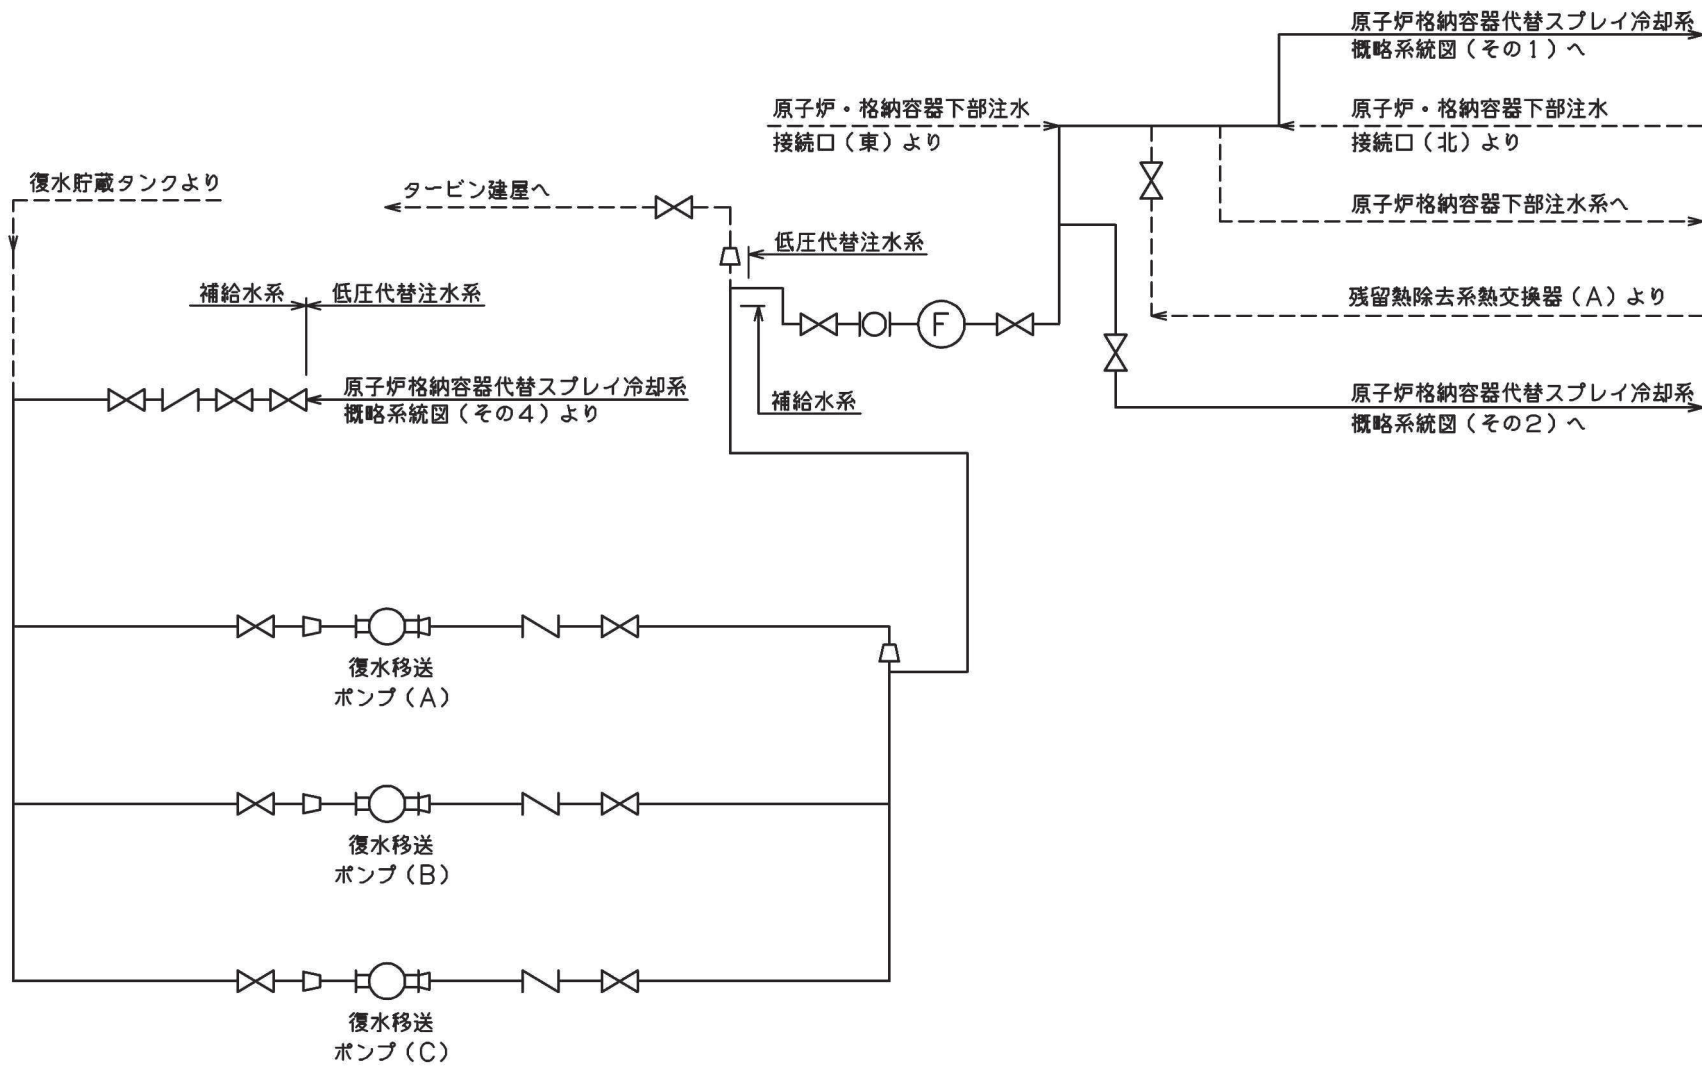 原子炉格納容器代替スプレイ冷却系
概略系統図（その１）へ
原子炉・格納容器下部注水
接続口（東）より
原子炉・格納容器下部注水
接続口（北）より
復水貯蔵タンクより
タービン建屋へ
原子炉格納容器下部注水系へ
低圧代替注水系
補給水系
低圧代替注水系
残留熱除去系熱交換器（A）より
F
原子炉格納容器代替スプレイ冷却系
概略系統図（その４）より
補給水系
原子炉格納容器代替スプレイ冷却系
概略系統図（その２）へ
復水移送
ポンプ（A）
復水移送
ポンプ（B）
復水移送
ポンプ（C）